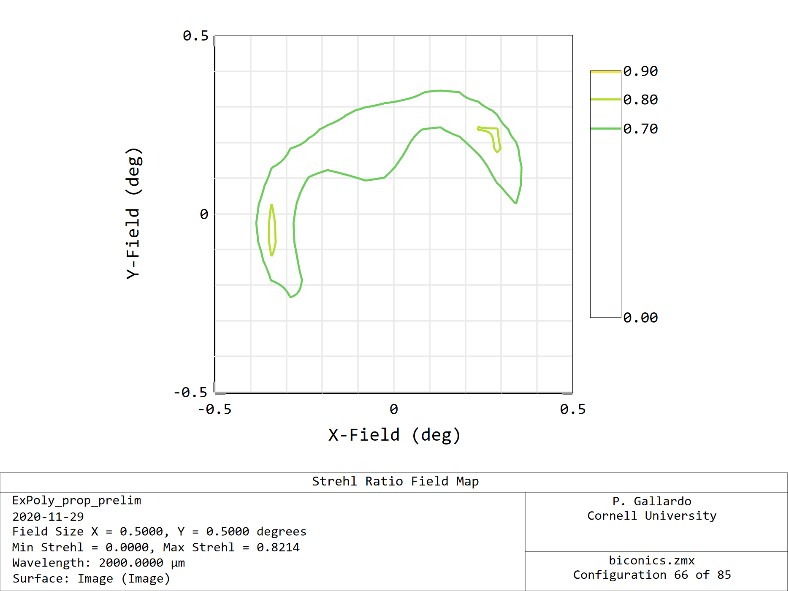 0.5
0.90
0.80
0.70
Y-Field (deg)
0
0.00
-0.5
-0.5 0 0.5
X-Field (deg)
Strehl Ratio Field Map
ExPoly_prop_prelim
2020-11-29
Field Size X = 0.5000, Y = 0.5000 degrees
Min Strehl = 0.0000, Max Strehl = 0.8214
Wavelength: 2000.0000 µm
Surface: Image (Image)
P. Gallardo
Cornell University
biconics.zmx
Configuration 66 of 85